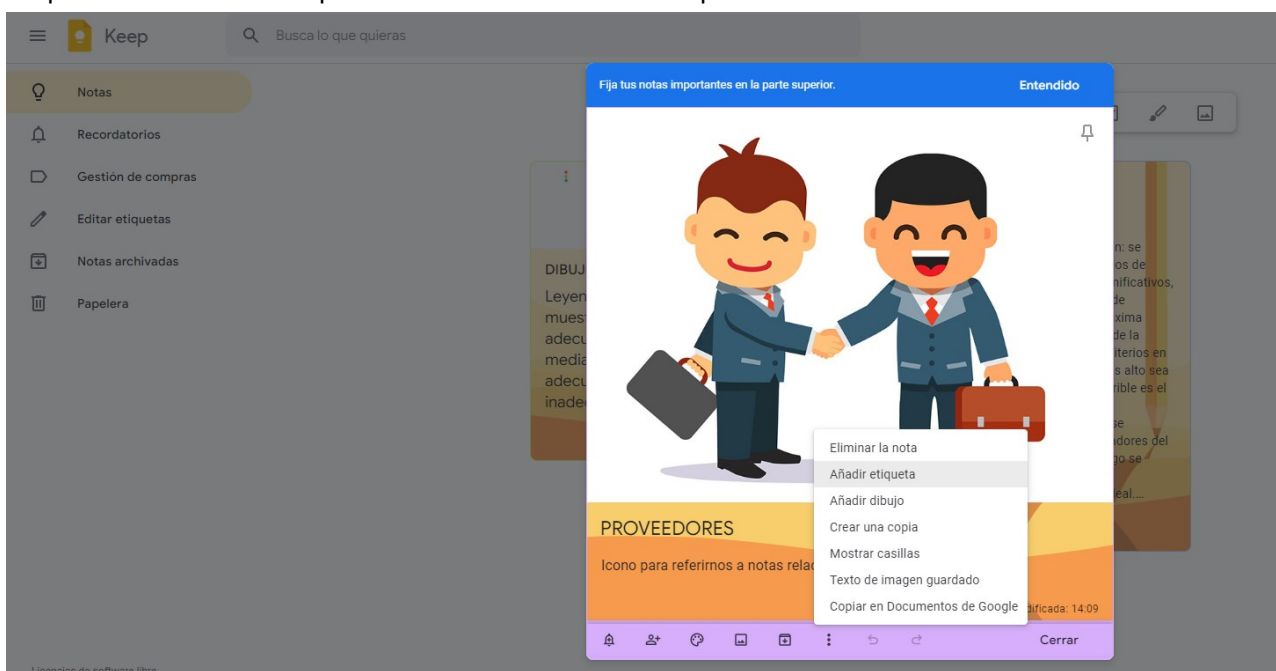 Keep
Busca lo que quieras
Notas
Recordatorios
Gestión de compras
Editar etiquetas
Notas archivadas
Papelera
Fija tus notas importantes en la parte superior.
Entendido
DIBUJ
Leyen
mues
adecu
media
adecu
inade
PROVEEDORES
Icono para referirnos a notas rela
Eliminar la nota
Añadir etiqueta
Añadir dibujo
Crear una copia
Mostrar casillas
Texto de imagen guardado
Copiar en Documentos de Google
dificada: 14:09
Cerrar
n: se
os de
nificativos,
de
xima
de la
iterios en
s alto sea
rible es el
se
dores del
go se
eal....